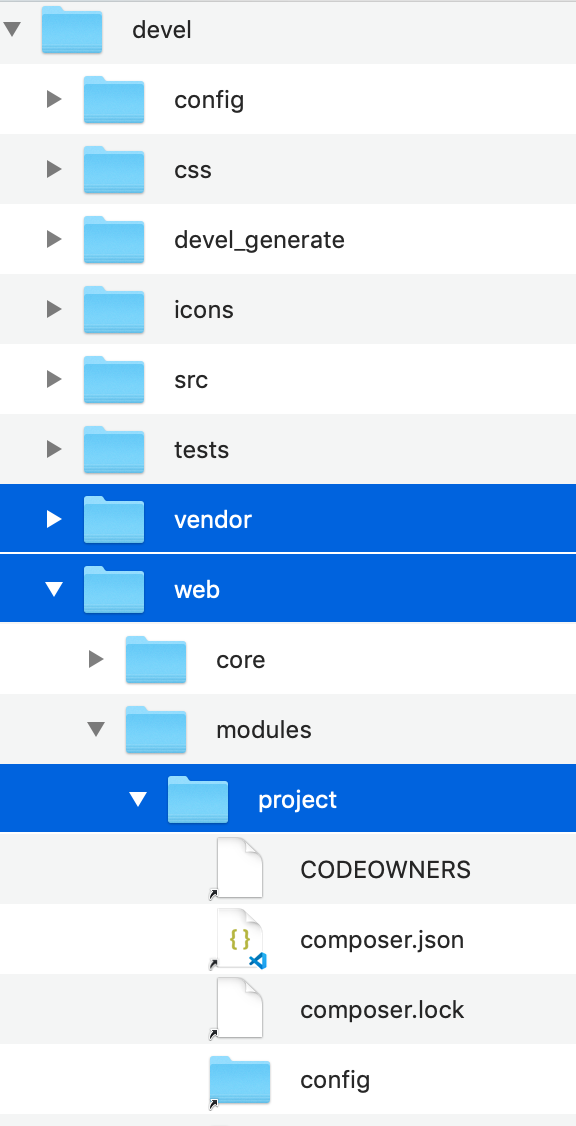 devel
config
css
devel_generate
icons
src
tests
vendor
web
core
modules
project
CODEOWNERS
composer.json
composer.lock
config